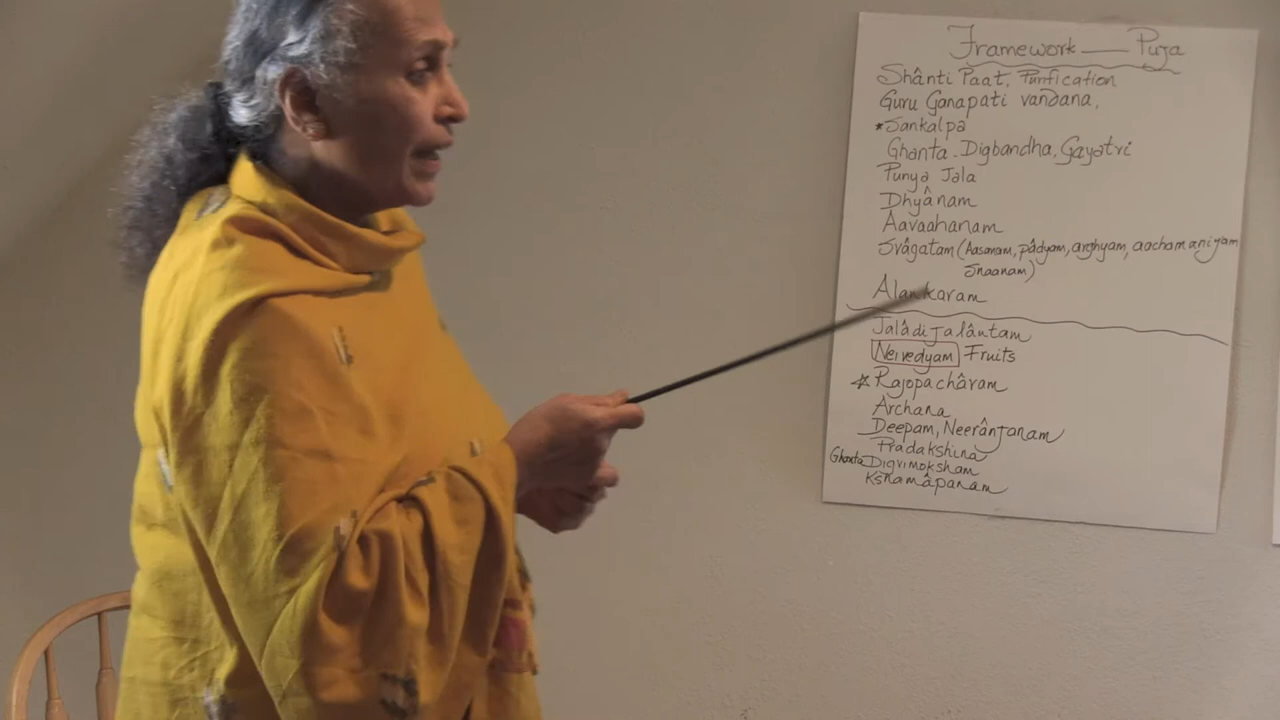 Framework — Puja
Shânti Paat, Purification
Guru Ganapati vandana,
*Sankalpa
Ghanta - Digbandha, Gayatri
Punya Jala
Dhyânam
Aavaahanam
Svâgatam (Aasanam, pâdyam, arghyam, aachamaniyam
Snaanam)
Alankaram
Jalâdi jalântam
Neivedyam Fruits
☆ Rajopachâram
Archana
Deepam, Neerânjanam
Pradakshina
Ghanta Digvimoksham
Kshamâpanam